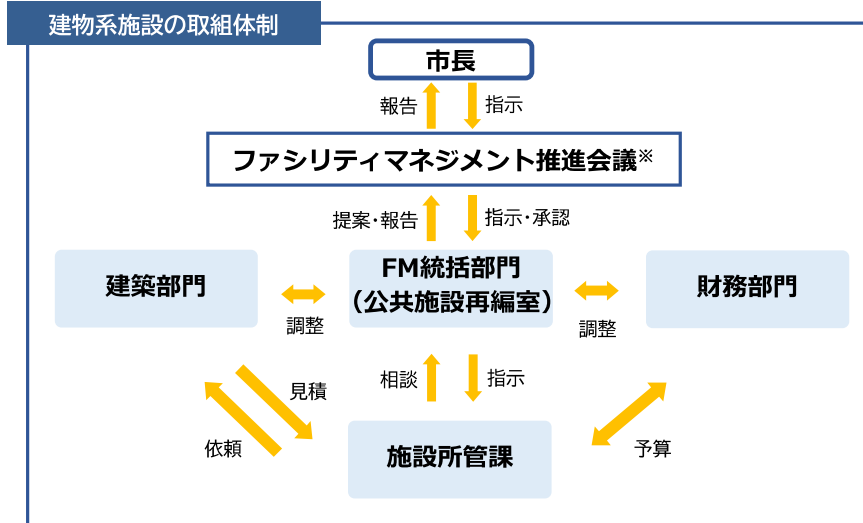 建物系施設の取組体制
市長
報告
指示
ファシリティマネジメント推進会議※
提案・報告
指示・承認
建築部門
FM統括部門
(公共施設再編室)
財務部門
調整
調整
相談
指示
見積
依頼
予算
施設所管課